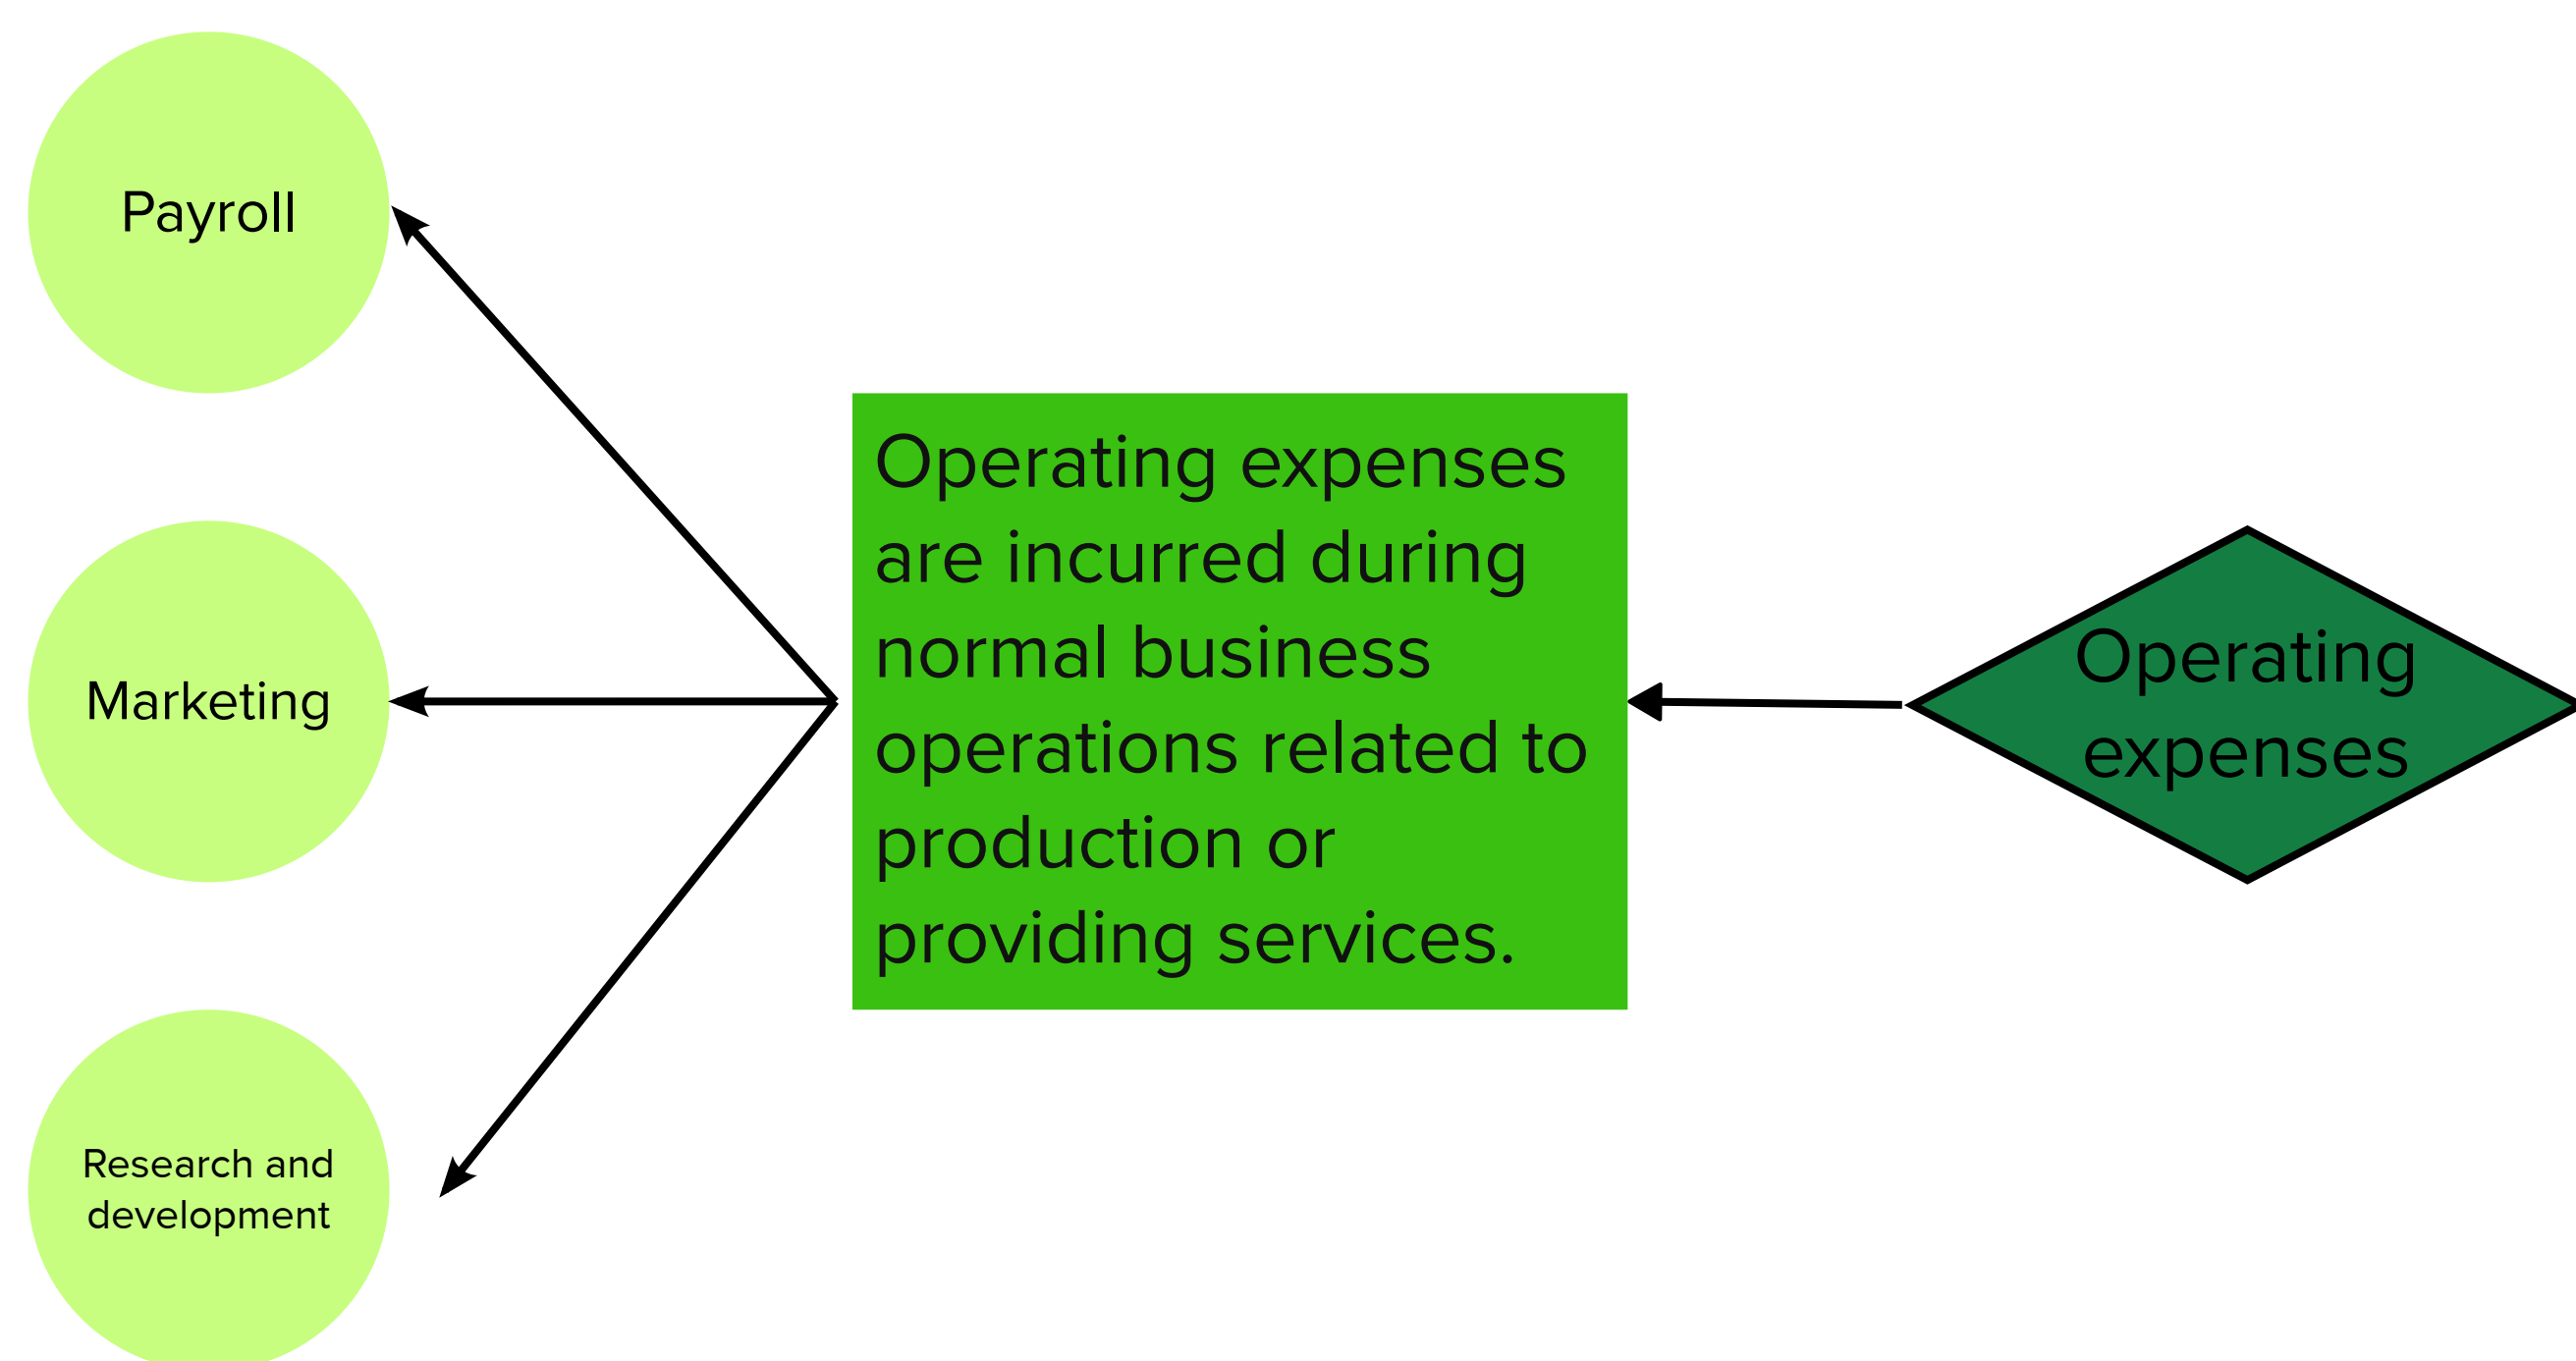 Payroll
Marketing
Research and
development
Operating expenses
are incurred during
normal business
operations related to
production or
providing services.
Operating
expenses